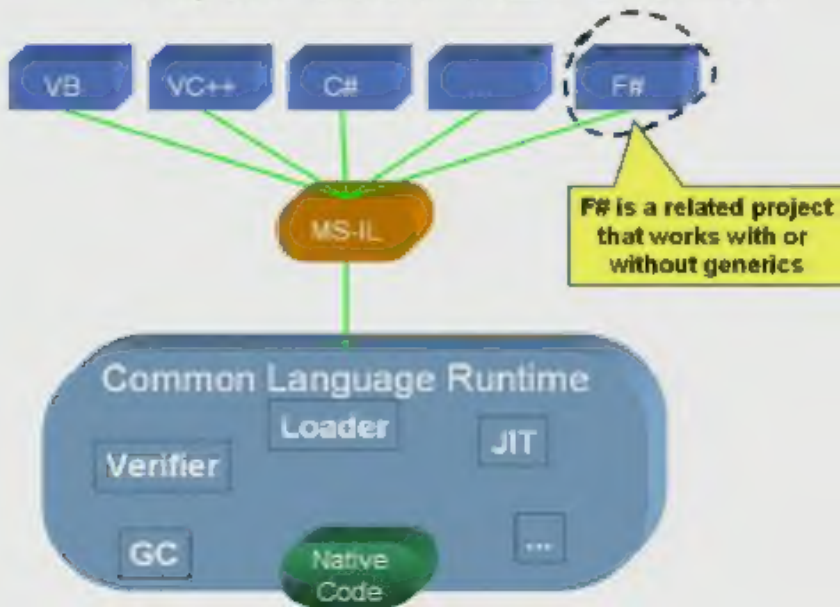 VB
VC++
C#
...
F#
F# is a related project
that works with or
without generics
MS-IL
Common Language Runtime
Loader
JIT
Verifier
GC
...
Native
Code